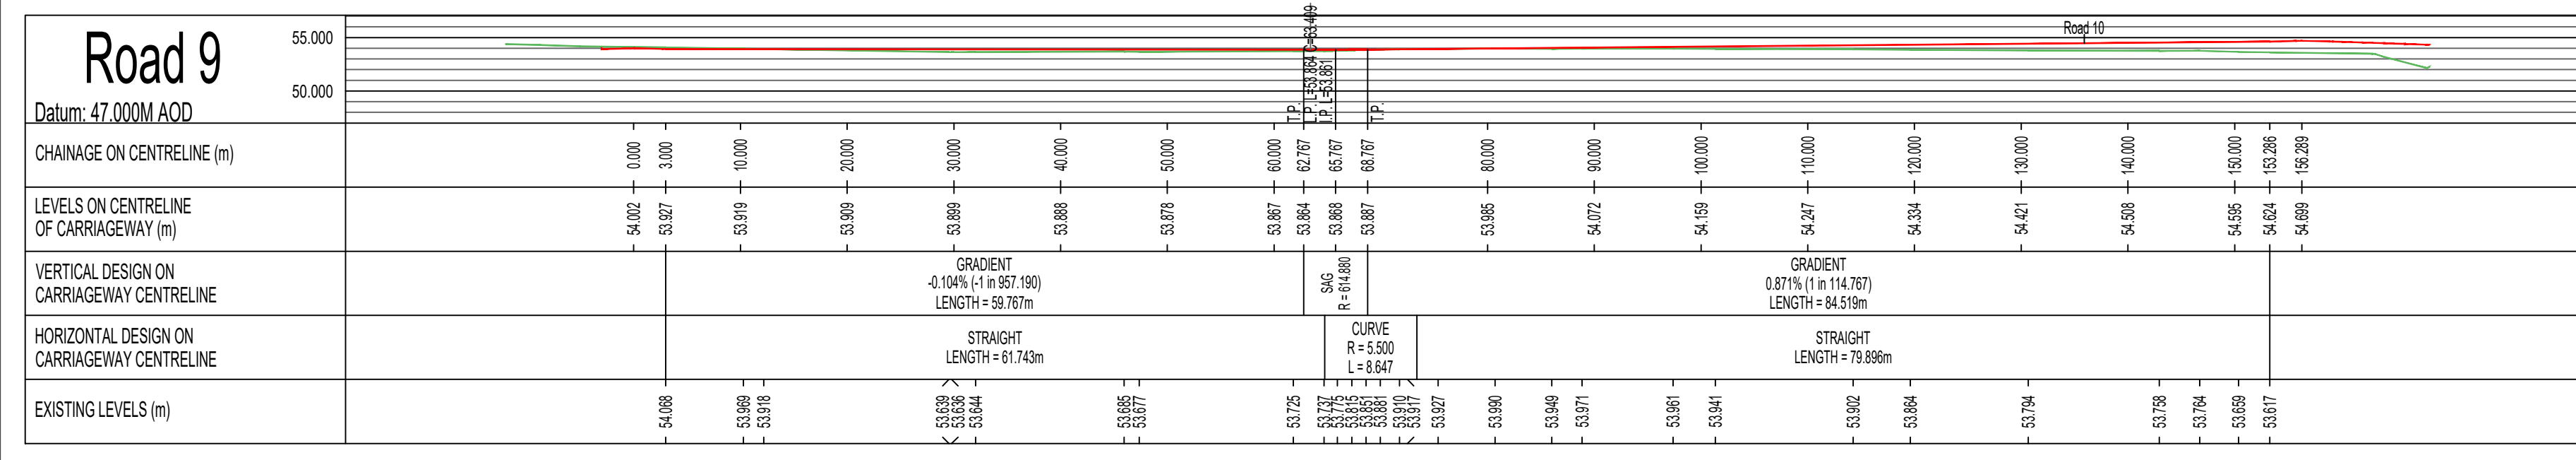 Road 9
Datum: 47.000M AOD
55.000
50.000
T.P.
L.P. L=53.864 C=63.409
I.P. L=53.861
T.P.
Road 10
CHAINAGE ON CENTRELINE (m)
0.000 3.000 10.000 20.000 30.000 40.000 50.000 60.000 62.767 65.767 68.767 80.000 90.000 100.000 110.000 120.000 130.000 140.000 150.000 153.286 156.289
LEVELS ON CENTRELINE
OF CARRIAGEWAY (m)
54.002 53.927 53.919 53.909 53.899 53.888 53.878 53.867 53.864 53.868 53.887 53.985 54.072 54.159 54.247 54.334 54.421 54.508 54.595 54.624 54.699
VERTICAL DESIGN ON
CARRIAGEWAY CENTRELINE
GRADIENT
-0.104% (-1 in 957.190)
LENGTH = 59.767m
SAG
R = 614.880
GRADIENT
0.871% (1 in 114.767)
LENGTH = 84.519m
HORIZONTAL DESIGN ON
CARRIAGEWAY CENTRELINE
STRAIGHT
LENGTH = 61.743m
CURVE
R = 5.500
L = 8.647
STRAIGHT
LENGTH = 79.896m
EXISTING LEVELS (m)
54.068 53.969 53.918 53.639 53.636 53.644 53.685 53.677 53.725 53.737 53.775 53.815 53.851 53.881 53.910 53.917 53.927 53.990 53.949 53.971 53.961 53.941 53.902 53.864 53.794 53.758 53.764 53.659 53.617